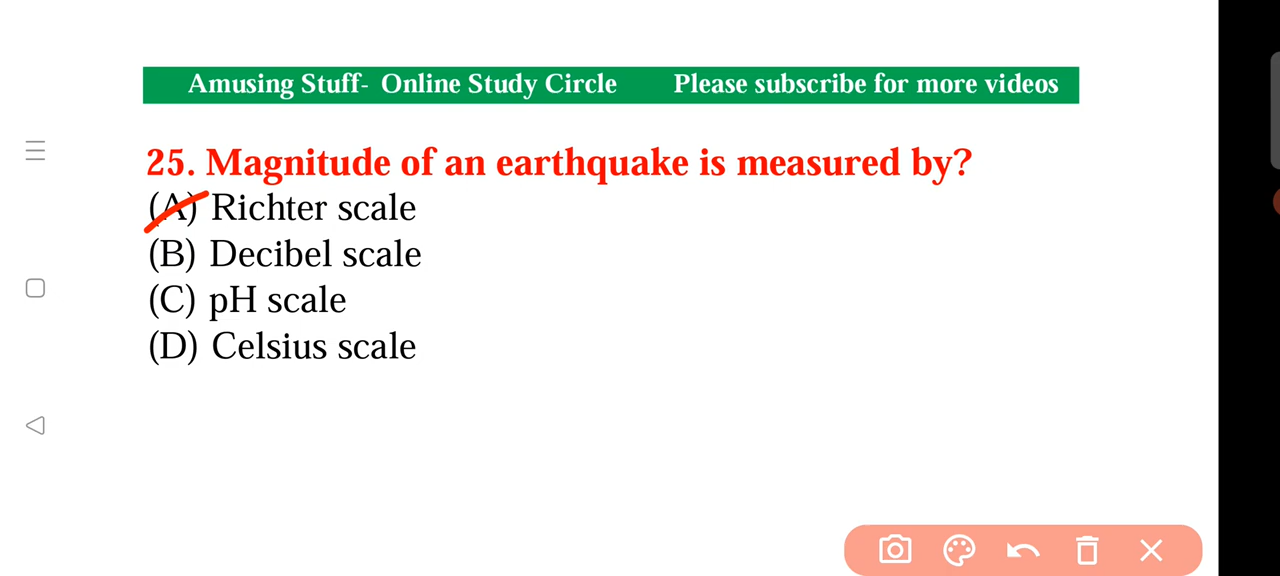 Amusing Stuff- Online Study Circle Please subscribe for more videos
25. Magnitude of an earthquake is measured by?
(A) Richter scale
(B) Decibel scale
(C) pH scale
(D) Celsius scale